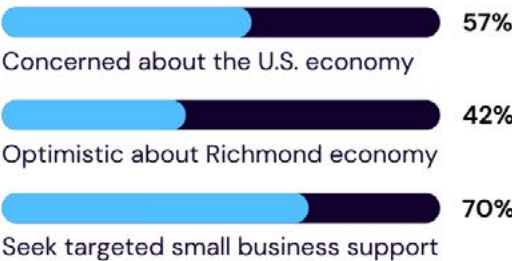 57%
Concerned about the U.S. economy
42%
Optimistic about Richmond economy
70%
Seek targeted small business support